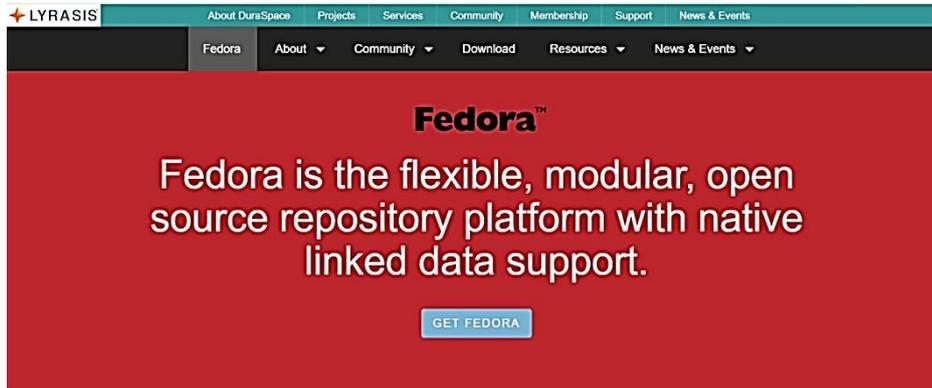 LYRASIS
About DuraSpace Projects Services Community Membership Support News & Events
Fedora About Community Download Resources News & Events
Fedora™
Fedora is the flexible, modular, open
source repository platform with native
linked data support.
GET FEDORA